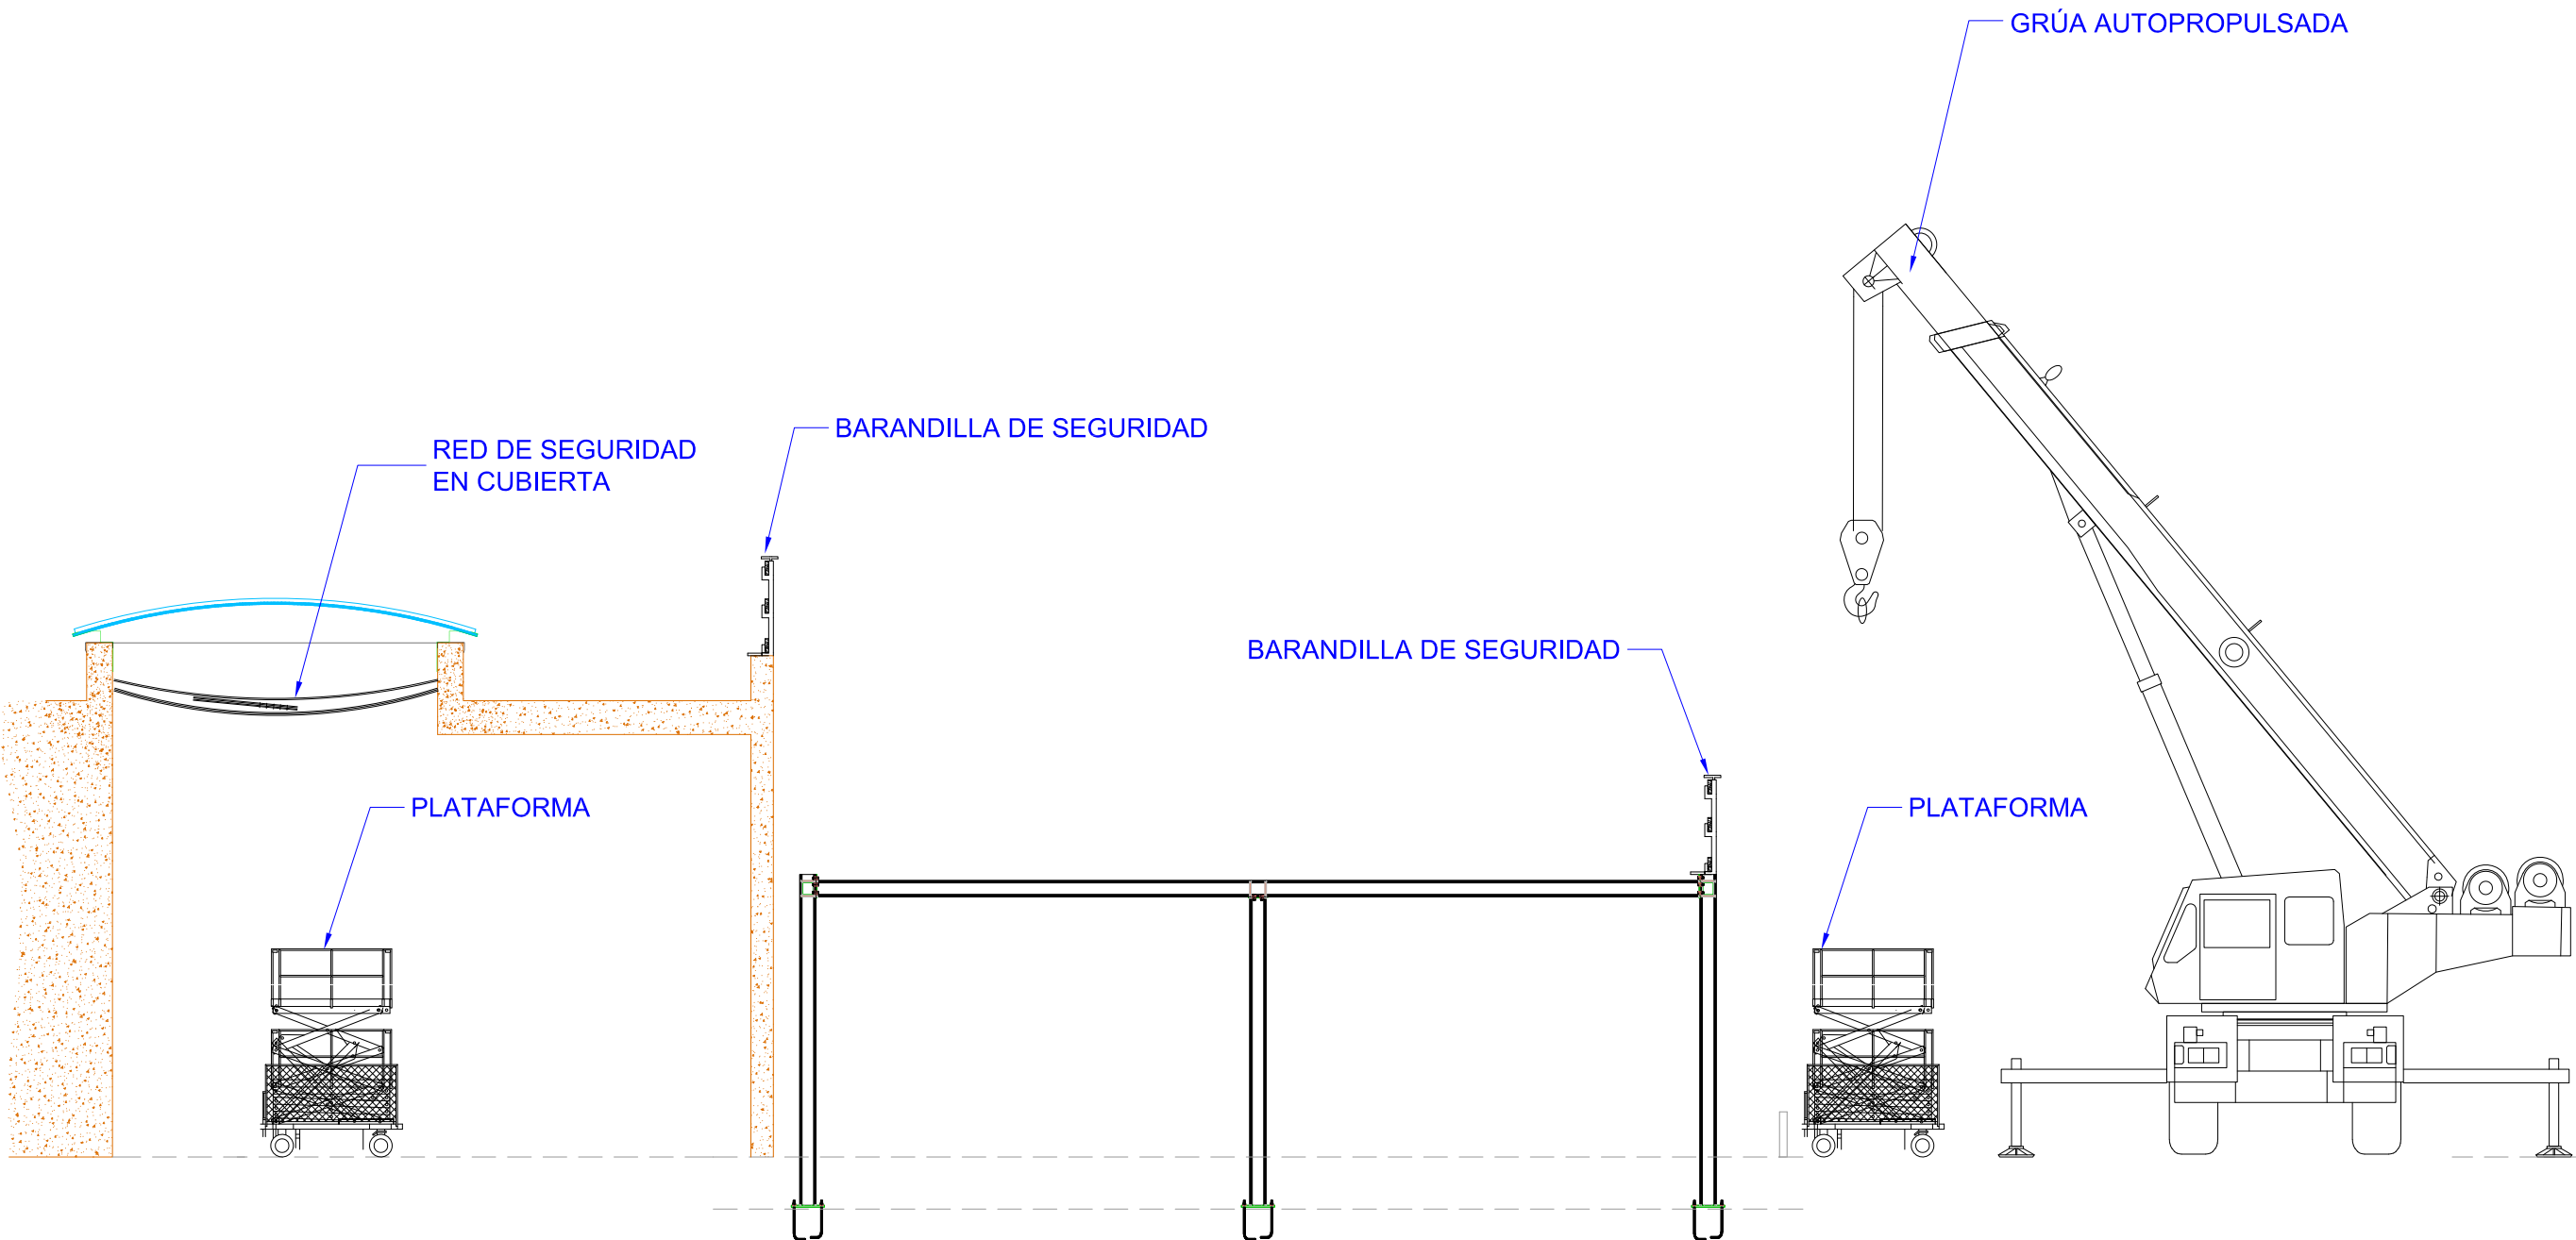 GRÚA AUTOPROPULSADA
BARANDILLA DE SEGURIDAD
RED DE SEGURIDAD
EN CUBIERTA
BARANDILLA DE SEGURIDAD
PLATAFORMA
PLATAFORMA